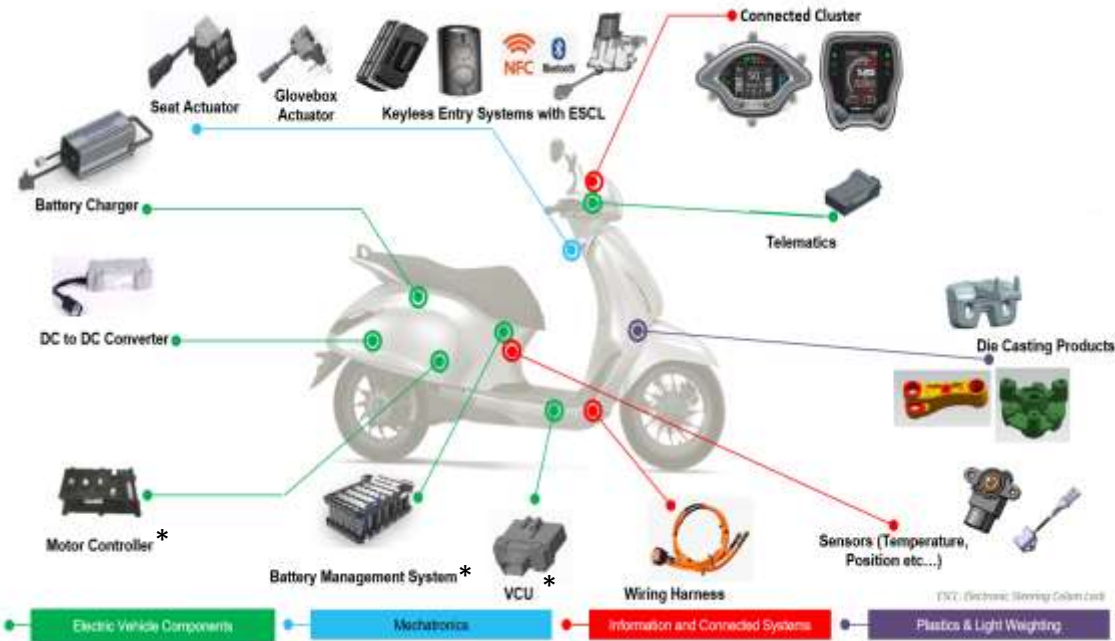 Connected Cluster
NFC
Bluetooth
Seat Actuator
Glovebox
Actuator
Keyless Entry Systems with ESCL
Battery Charger
Telematics
DC to DC Converter
Die Casting Products
Motor Controller*
Battery Management System*
VCU *
Wiring Harness
Sensors (Temperature,
Position etc...)
ESCL: Electronic Steering Column Lock
Electric Vehicle Components
Mechatronics
Information and Connected Systems
Plastics & Light Weighting